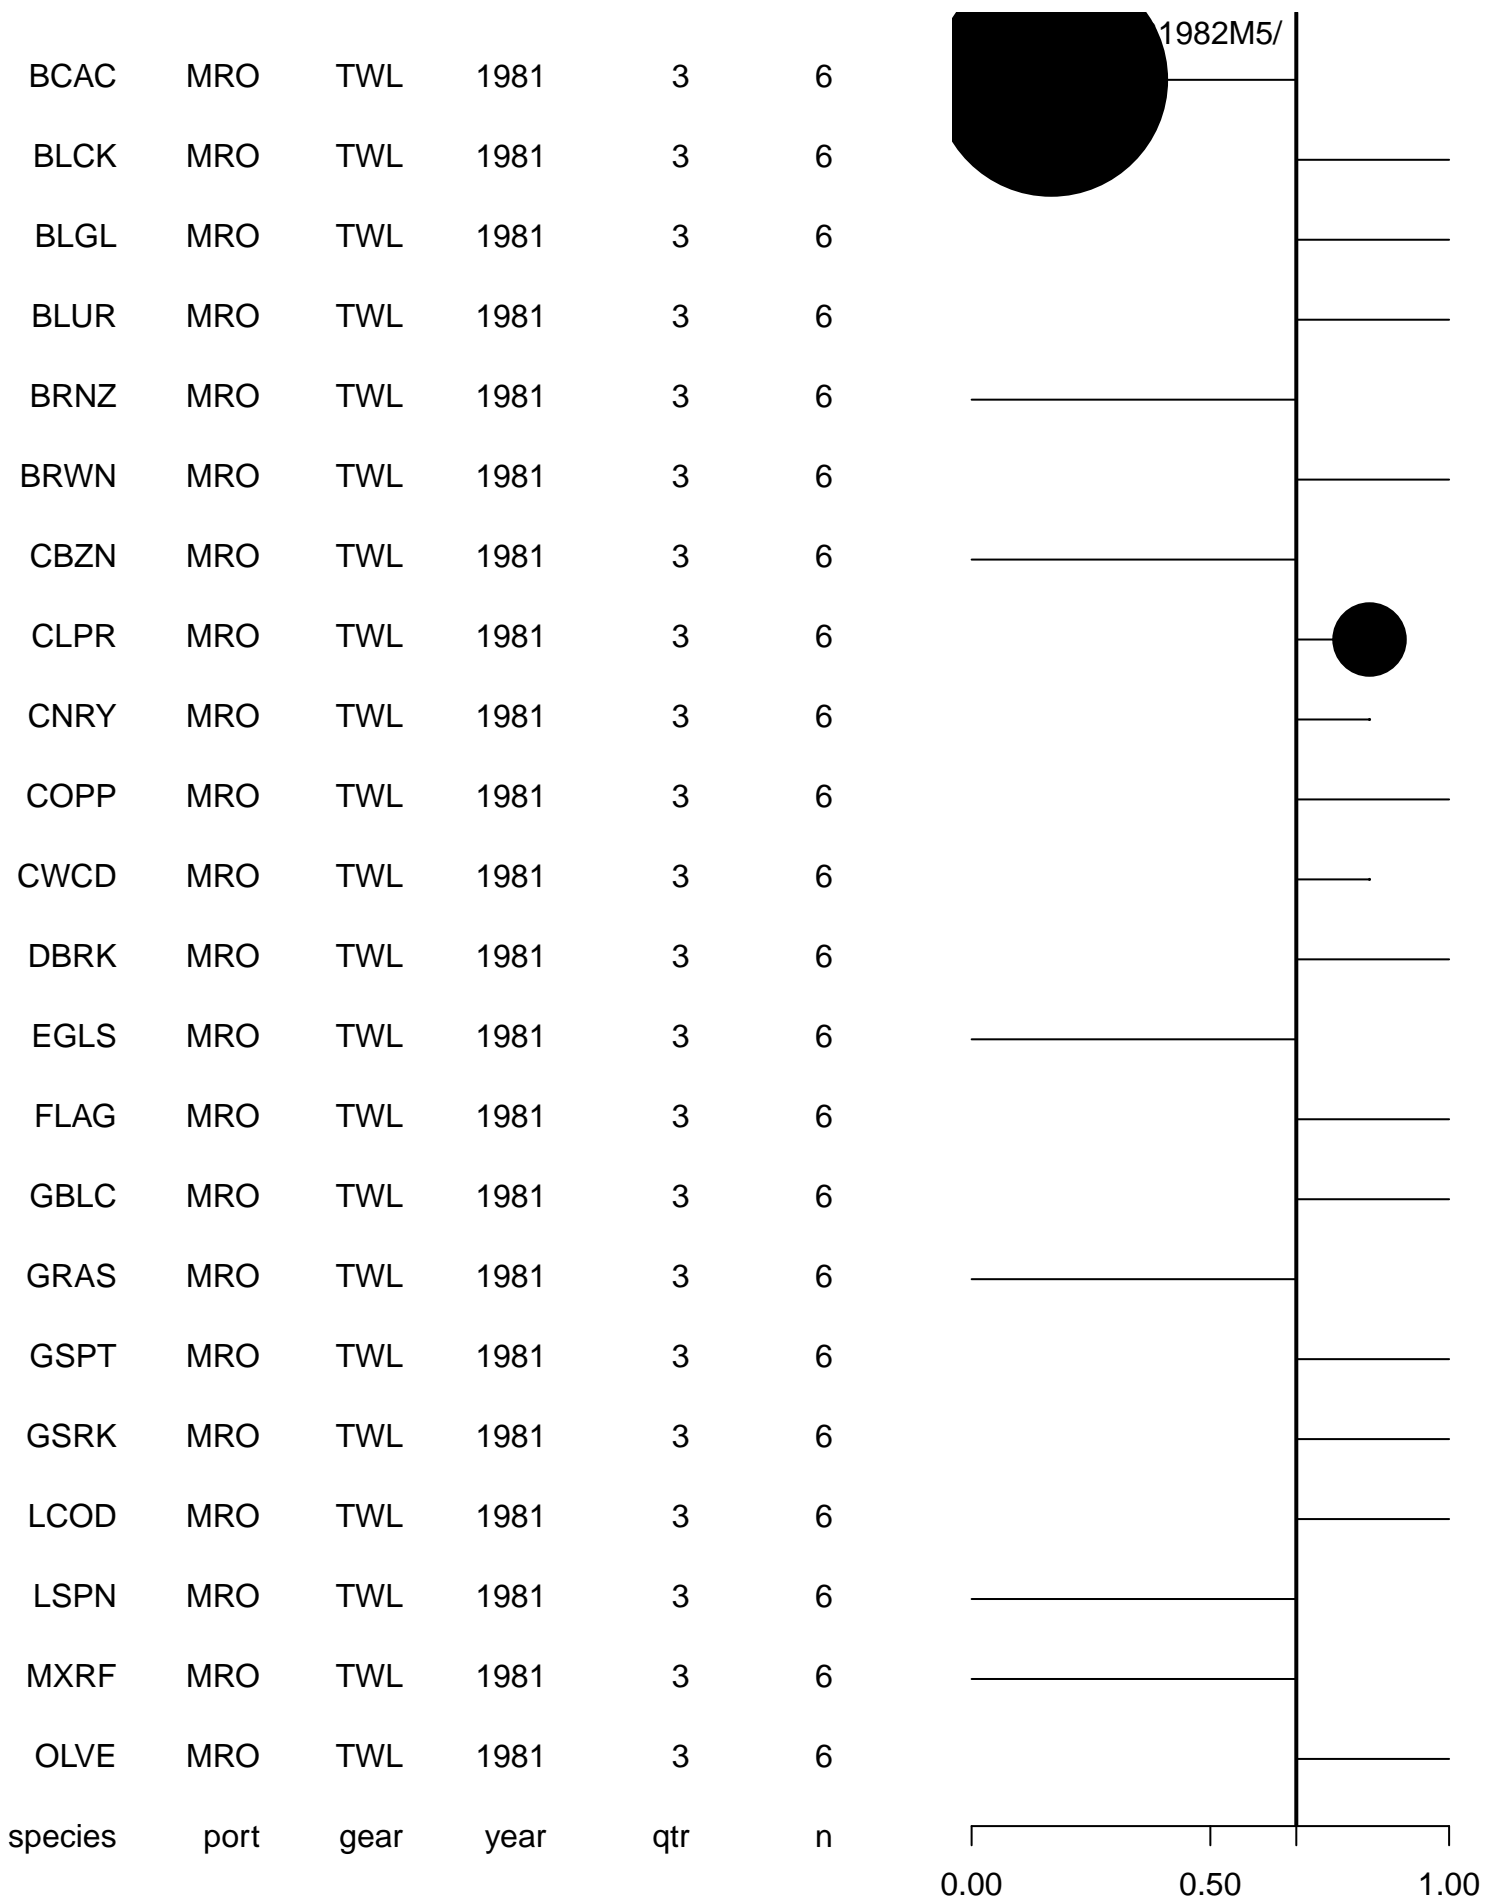 1982M5/
BCAC MRO TWL 1981 3 6
BLCK MRO TWL 1981 3 6
BLGL MRO TWL 1981 3 6
BLUR MRO TWL 1981 3 6
BRNZ MRO TWL 1981 3 6
BRWN MRO TWL 1981 3 6
CBZN MRO TWL 1981 3 6
CLPR MRO TWL 1981 3 6
CNRY MRO TWL 1981 3 6
COPP MRO TWL 1981 3 6
CWCD MRO TWL 1981 3 6
DBRK MRO TWL 1981 3 6
EGLS MRO TWL 1981 3 6
FLAG MRO TWL 1981 3 6
GBLC MRO TWL 1981 3 6
GRAS MRO TWL 1981 3 6
GSPT MRO TWL 1981 3 6
GSRK MRO TWL 1981 3 6
LCOD MRO TWL 1981 3 6
LSPN MRO TWL 1981 3 6
MXRF MRO TWL 1981 3 6
OLVE MRO TWL 1981 3 6
species port gear year qtr n
0.00 0.50 1.00